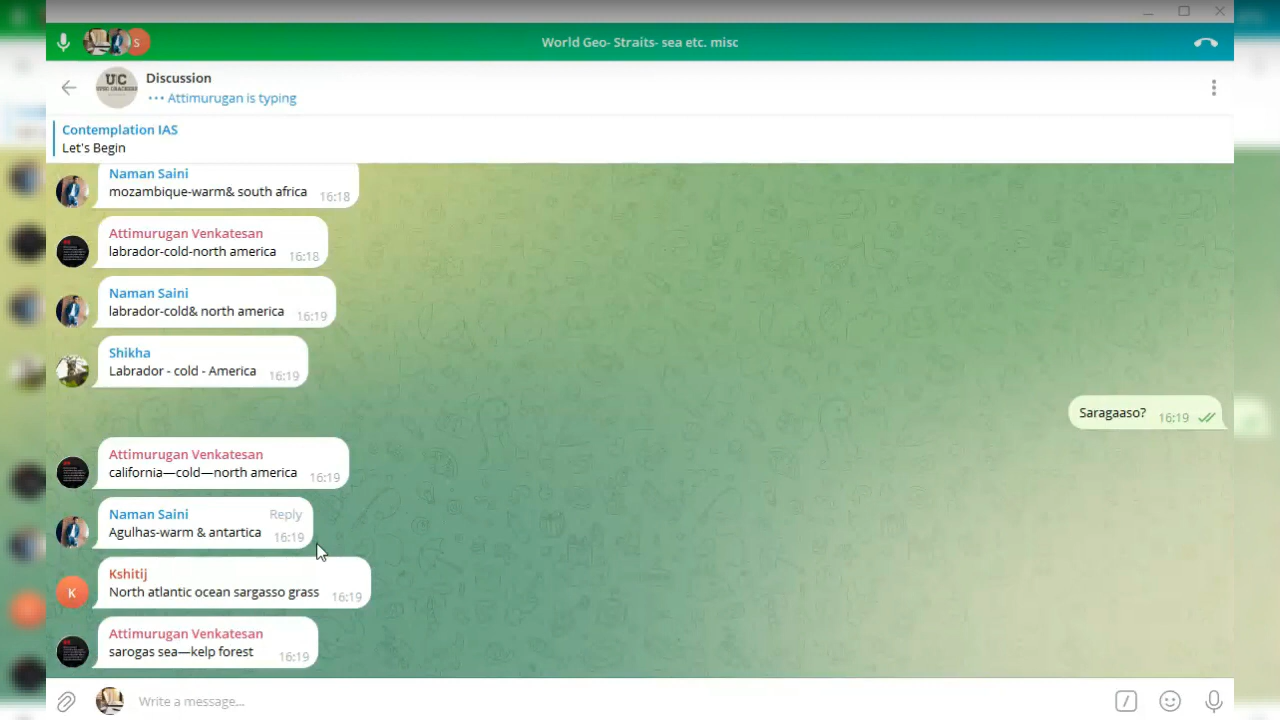 S
World Geo- Straits- sea etc. misc
UC
UPSC CRACKERS
Discussion
Attimurugan is typing
Contemplation IAS
Let's Begin
Naman Saini
mozambique-warm& south africa 16:18
Attimurugan Venkatesan
labrador-cold-north america 16:18
Naman Saini
labrador-cold& north america 16:19
Shikha
Labrador - cold - America 16:19
Saragaaso? 16:19
Attimurugan Venkatesan
california—cold—north america 16:19
Naman Saini Reply
Agulhas-warm & antartica 16:19
Kshitij
K
North atlantic ocean sargasso grass 16:19
Attimurugan Venkatesan
sarogas sea—kelp forest 16:19
Write a message...